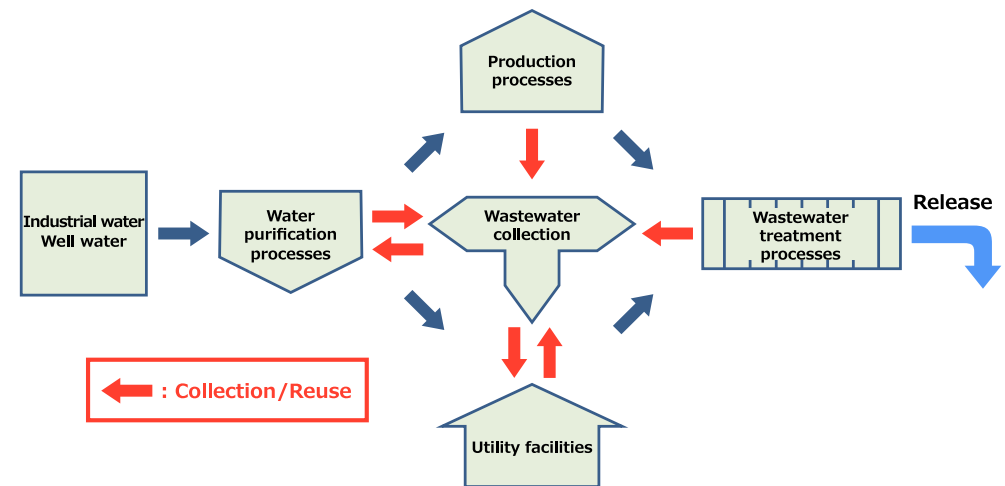 Production
processes
Industrial water
Well water
Water
purification
processes
Wastewater
collection
Wastewater
treatment
processes
Release
: Collection/Reuse
Utility facilities